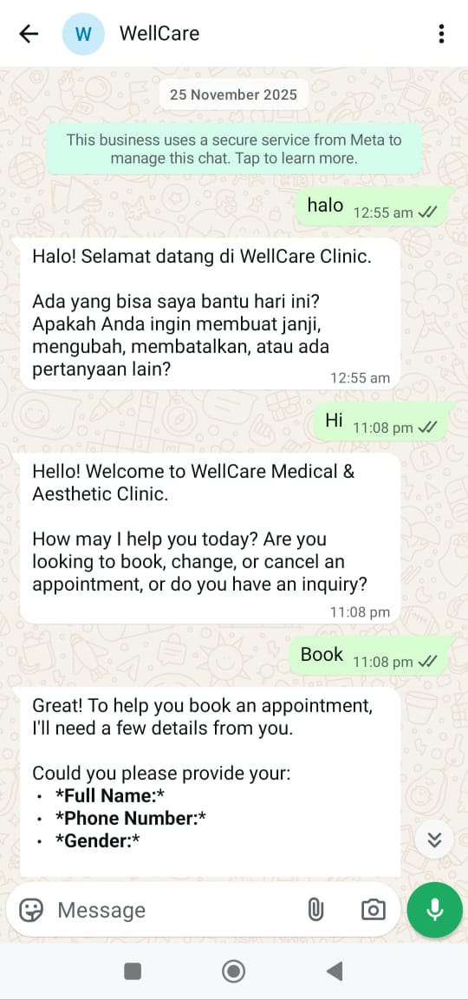 W WellCare
25 November 2025
This business uses a secure service from Meta to
manage this chat. Tap to learn more.
halo 12:55 am
Halo! Selamat datang di WellCare Clinic.
Ada yang bisa saya bantu hari ini?
Apakah Anda ingin membuat janji,
mengubah, membatalkan, atau ada
pertanyaan lain?
12:55 am
Hi 11:08 pm
Hello! Welcome to WellCare Medical &
Aesthetic Clinic.
How may I help you today? Are you
looking to book, change, or cancel an
appointment, or do you have an inquiry?
11:08 pm
Book 11:08 pm
Great! To help you book an appointment,
I'll need a few details from you.
Could you please provide your:
• *Full Name:*
• *Phone Number:*
• *Gender:*
Message